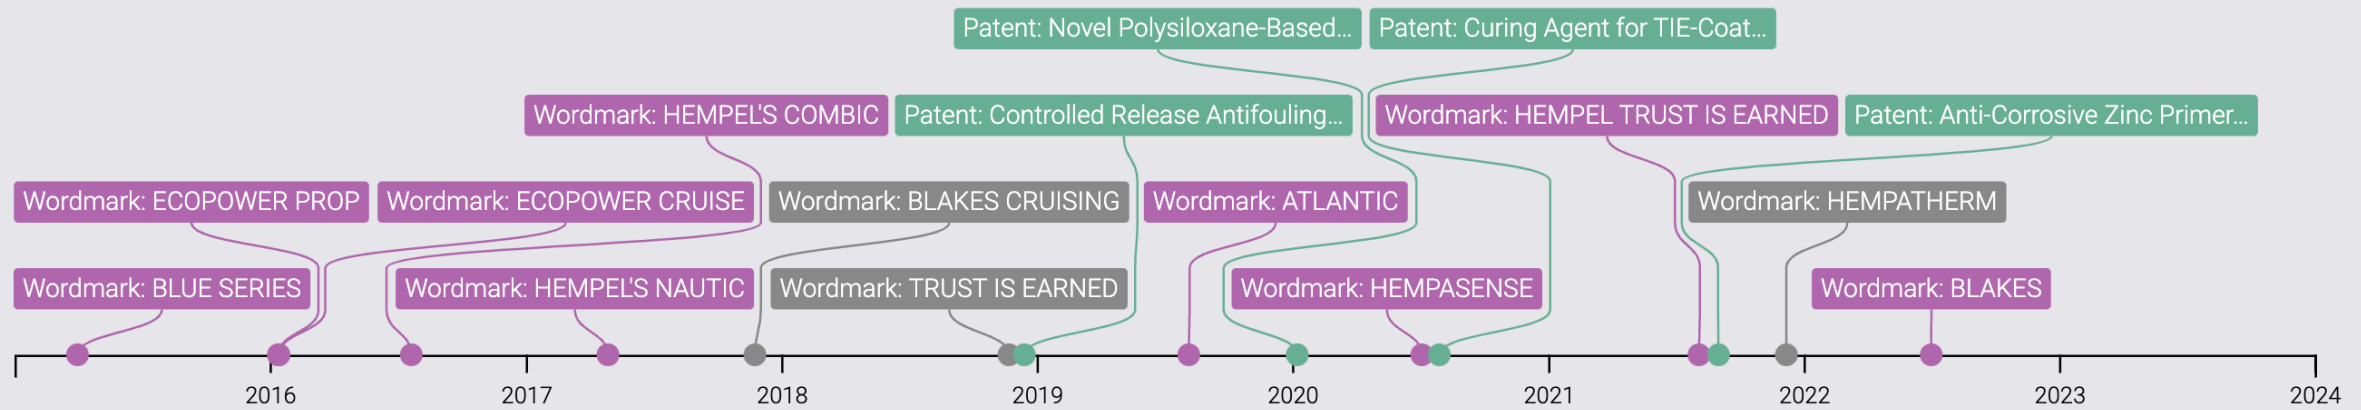 Patent: Novel Polysiloxane-Based...
Patent: Curing Agent for TIE-Coat...
Wordmark: HEMPEL'S COMBIC
Patent: Controlled Release Antifouling...
Wordmark: HEMPEL TRUST IS EARNED
Patent: Anti-Corrosive Zinc Primer...
Wordmark: ECOPOWER PROP
Wordmark: ECOPOWER CRUISE
Wordmark: BLAKES CRUISING
Wordmark: ATLANTIC
Wordmark: HEMPATHERM
Wordmark: BLUE SERIES
Wordmark: HEMPEL'S NAUTIC
Wordmark: TRUST IS EARNED
Wordmark: HEMPASENSE
Wordmark: BLAKES
2016
2017
2018
2019
2020
2021
2022
2023
2024